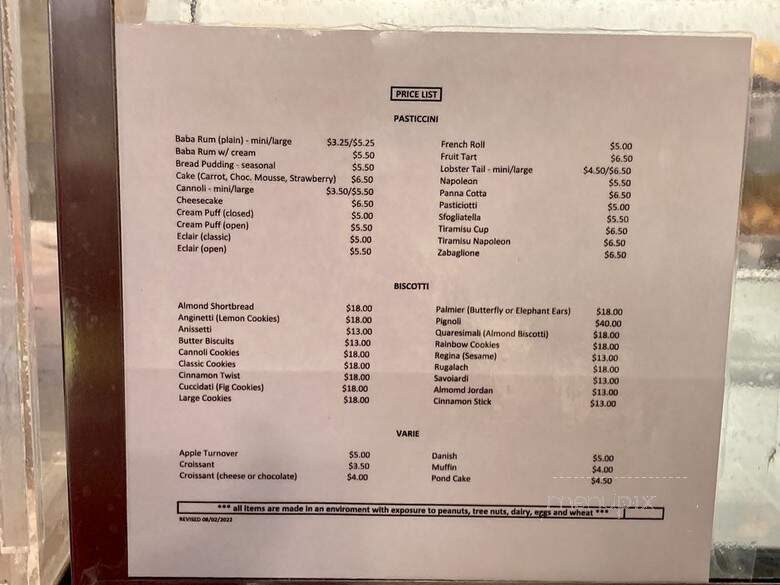 PRICE LIST
PASTICCINI
Baba Rum (plain) - mini/large $3.25/$5.25
Baba Rum w/ cream $5.50
Bread Pudding - seasonal $5.50
Cake (Carrot, Choc. Mousse, Strawberry) $6.50
Cannoli - mini/large $3.50/$5.50
Cheesecake $6.50
Cream Puff (closed) $5.00
Cream Puff (open) $5.50
Eclair (classic) $5.00
Eclair (open) $5.50
French Roll $5.00
Fruit Tart $6.50
Lobster Tail - mini/large $4.50/$6.50
Napoleon $5.50
Panna Cotta $6.50
Pasticiotti $5.00
Sfogliatella $5.50
Tiramisu Cup $6.50
Tiramisu Napoleon $6.50
Zabaglione $6.50
BISCOTTI
Almond Shortbread $18.00
Anginetti (Lemon Cookies) $18.00
Anissetti $13.00
Butter Biscuits $13.00
Cannoli Cookies $18.00
Classic Cookies $18.00
Cinnamon Twist $18.00
Cuccidati (Fig Cookies) $18.00
Large Cookies $18.00
Palmier (Butterfly or Elephant Ears) $18.00
Pignoli $40.00
Quaresimali (Almond Biscotti) $18.00
Rainbow Cookies $18.00
Regina (Sesame) $13.00
Rugalach $18.00
Savoiardi $13.00
Almomd Jordan $13.00
Cinnamon Stick $13.00
VARIE
Apple Turnover $5.00
Croissant $3.50
Croissant (cheese or chocolate) $4.00
Danish $5.00
Muffin $4.00
Pond Cake $4.50
*** all items are made in an enviroment with exposure to peanuts, tree nuts, dairy, eggs and wheat ***
REVISED 08/02/2022
menupix